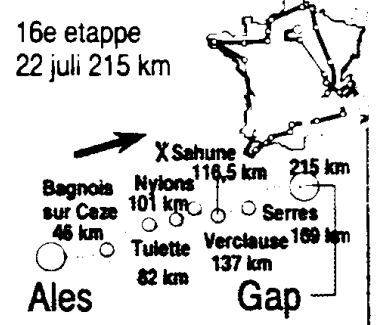 16e etappe
22 juli 215 km
X Sahune
116,5 km
215 km
Bagnois
sur Ceze
46 km
Nylons
101 km
Serres
169 km
Tulette
82 km
Verclause
137 km
Ales
Gap